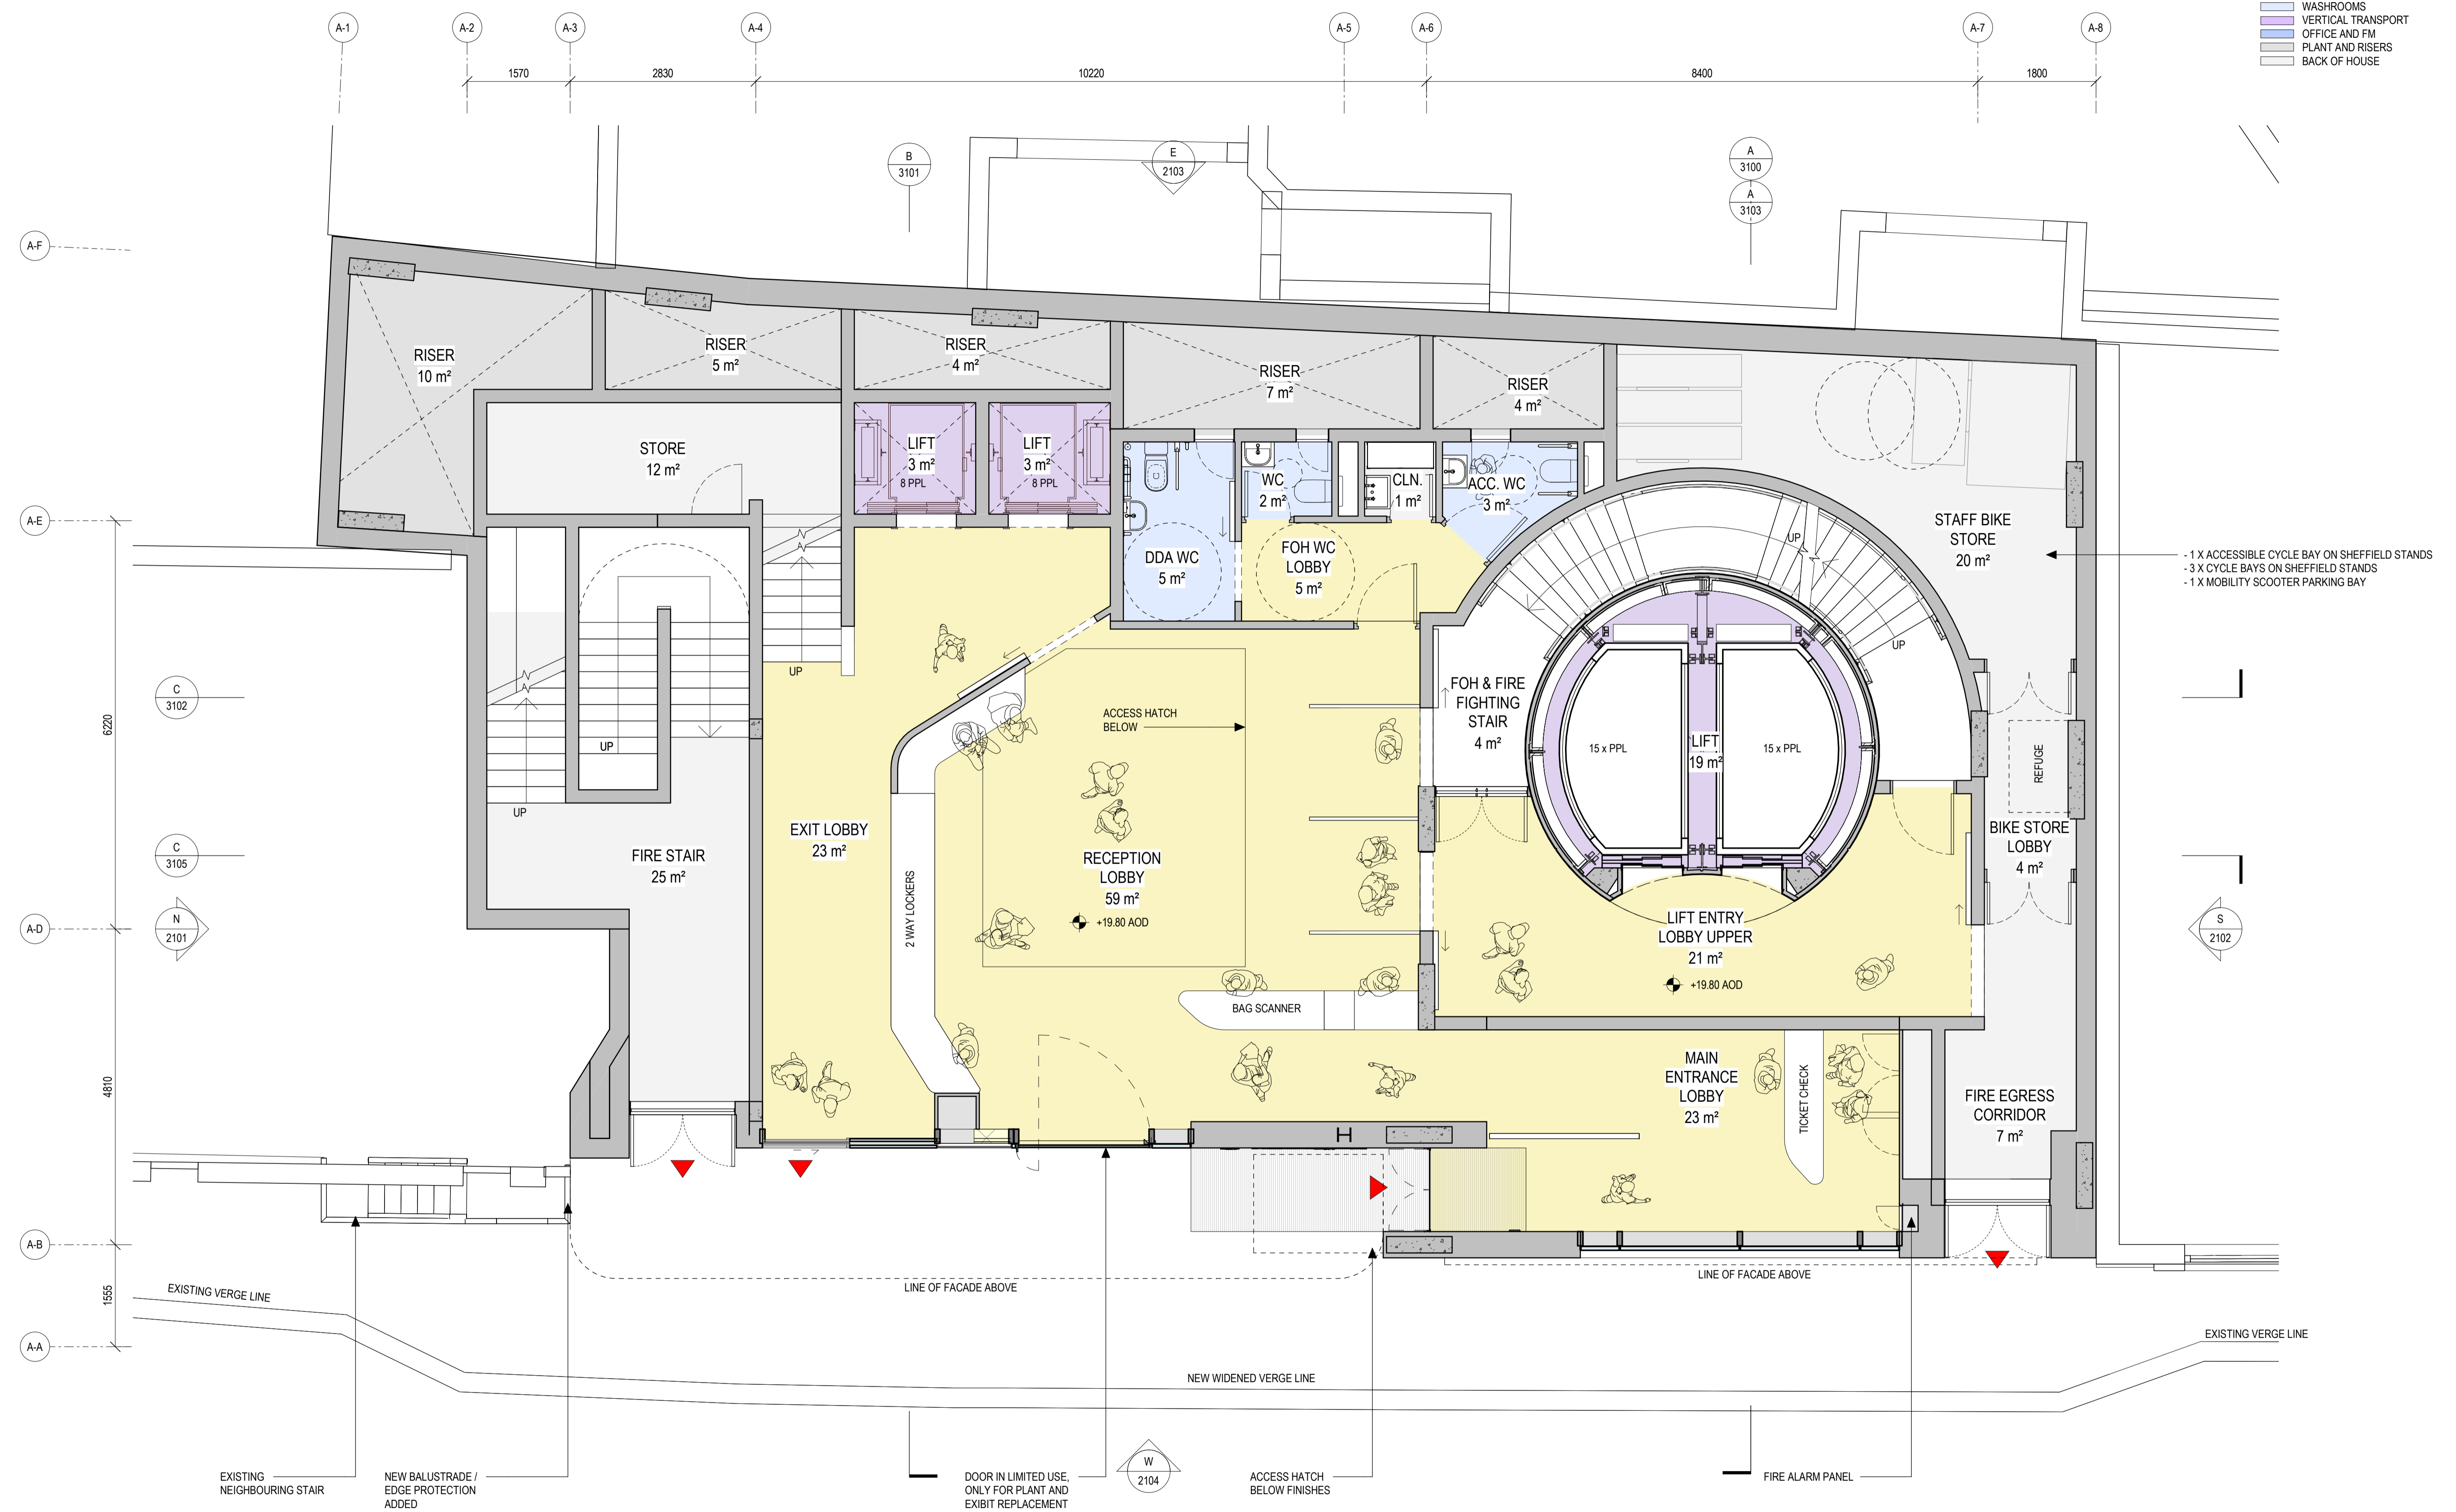 WASHROOMS
VERTICAL TRANSPORT
OFFICE AND FM
PLANT AND RISERS
BACK OF HOUSE
A-1
A-2
A-3
A-4
A-5
A-6
A-7
A-8
1570
2830
10220
8400
1800
B
3101
E
2103
A
3100
A
3103
A-F
RISER
10 m²
RISER
5 m²
RISER
4 m²
RISER
7 m²
RISER
4 m²
STORE
12 m²
LIFT
3 m²
8 PPL
LIFT
3 m²
8 PPL
WC
2 m²
CLN.
1 m²
ACC. WC
3 m²
A-E
STAFF BIKE
STORE
20 m²
- 1 X ACCESSIBLE CYCLE BAY ON SHEFFIELD STANDS
- 3 X CYCLE BAYS ON SHEFFIELD STANDS
- 1 X MOBILITY SCOOTER PARKING BAY
DDA WC
5 m²
FOH WC
LOBBY
5 m²
UP
UP
UP
UP
UP
C
3102
6220
FOH & FIRE
FIGHTING
STAIR
4 m²
ACCESS HATCH
BELOW
15 x PPL
LIFT
19 m²
15 x PPL
REFUGE
C
3105
FIRE STAIR
25 m²
EXIT LOBBY
23 m²
2 WAY LOCKERS
RECEPTION
LOBBY
59 m²
+19.80 AOD
BIKE STORE
LOBBY
4 m²
A-D
N
2101
LIFT ENTRY
LOBBY UPPER
21 m²
+19.80 AOD
S
2102
BAG SCANNER
4810
MAIN
ENTRANCE
LOBBY
23 m²
TICKET CHECK
FIRE EGRESS
CORRIDOR
7 m²
H
A-B
1555
A-A
EXISTING VERGE LINE
LINE OF FACADE ABOVE
LINE OF FACADE ABOVE
EXISTING VERGE LINE
NEW WIDENED VERGE LINE
EXISTING
NEIGHBOURING STAIR
NEW BALUSTRADE /
EDGE PROTECTION
ADDED
DOOR IN LIMITED USE,
ONLY FOR PLANT AND
EXIBIT REPLACEMENT
W
2104
ACCESS HATCH
BELOW FINISHES
FIRE ALARM PANEL